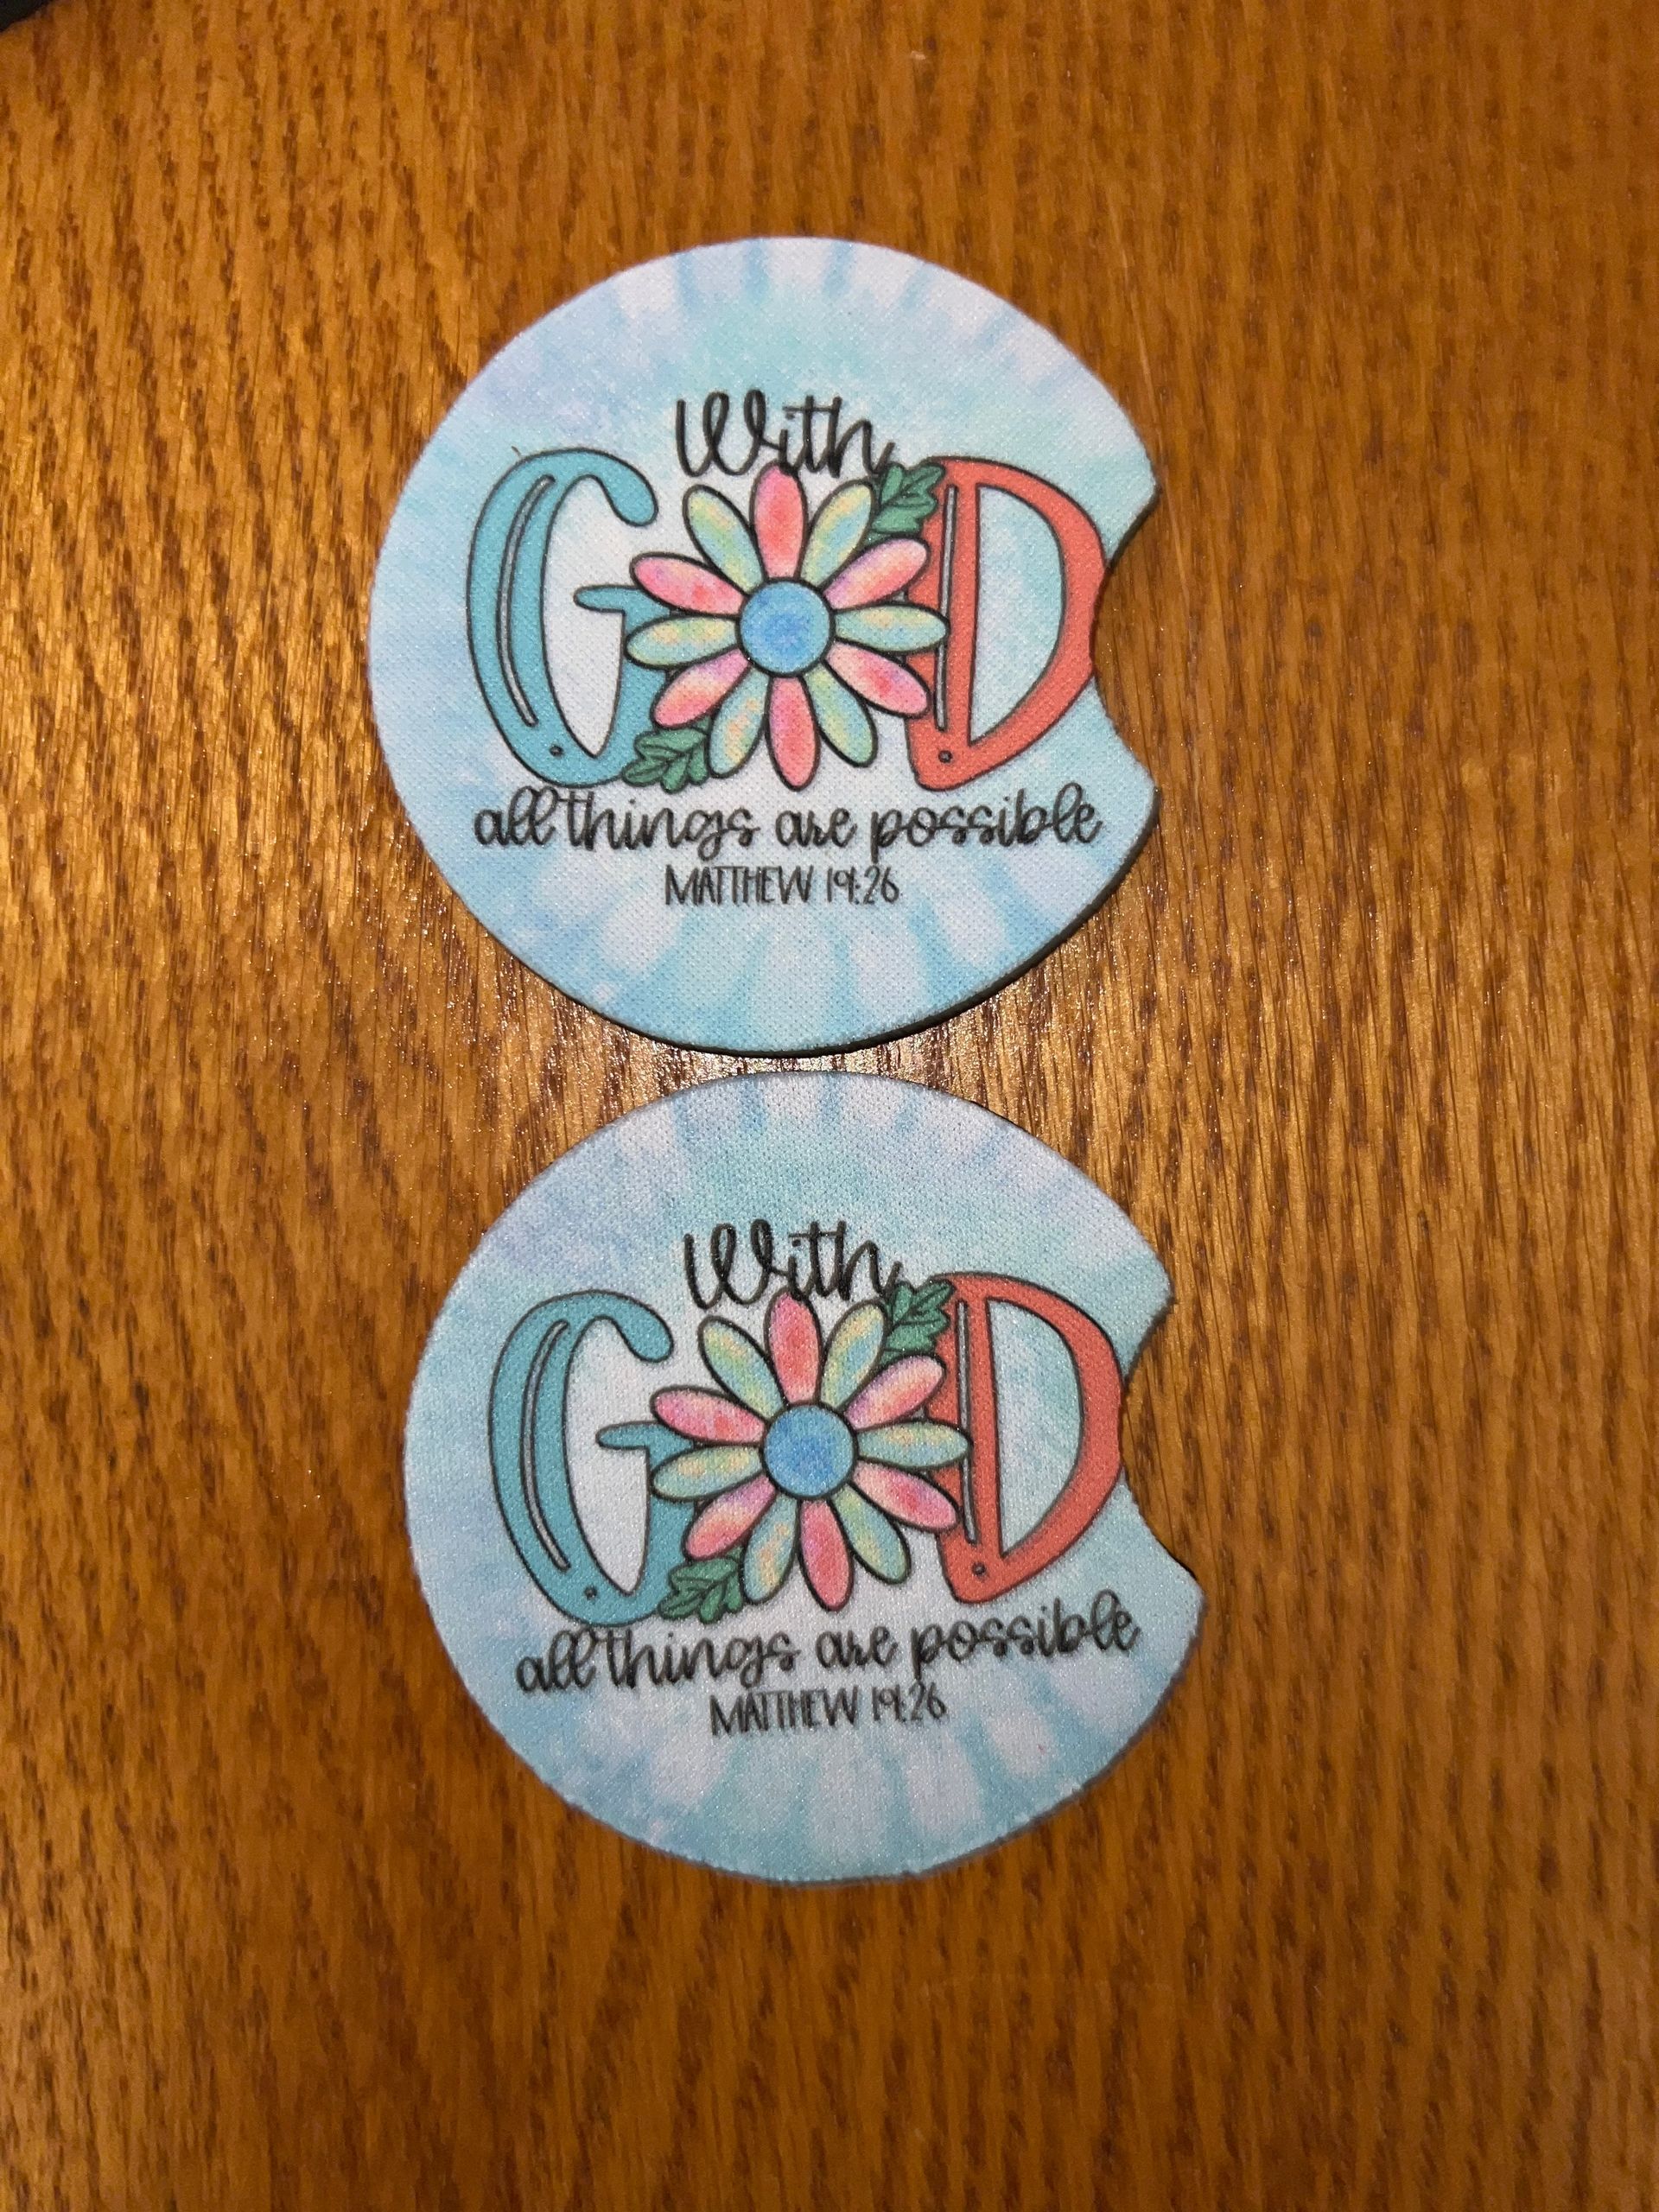 With
GOD
all things are possible
MATTHEW 19:26
With
GOD
all things are possible
MATTHEW 19:26